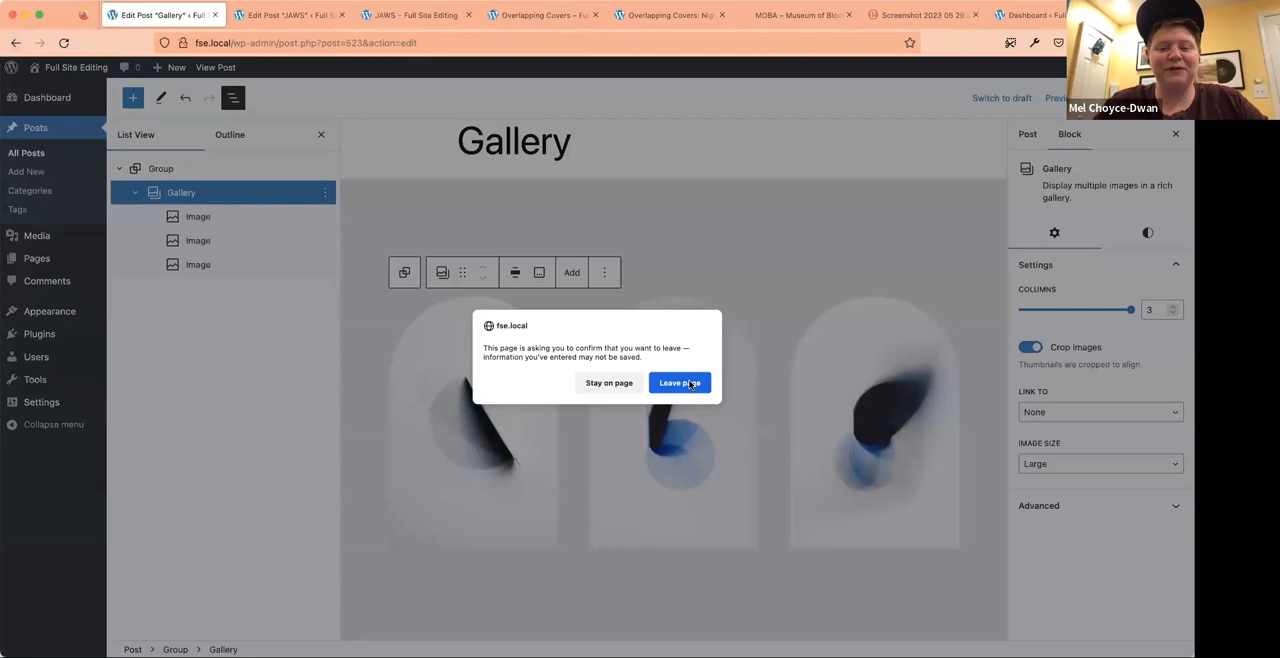 Edit Post "Gallery" ‹ Full S
Edit Post "JAWS" ‹ Full S
JAWS – Full Site Editing
Overlapping Covers – Fu
Overlapping Covers: Nig
MOBA – Museum of Bloc
Screenshot 2023 05 29
Dashboard ‹ Ful
fse.local/wp-admin/post.php?post=523&action=edit
Full Site Editing
0
New
View Post
Dashboard
Posts
All Posts
Add New
Categories
Tags
Media
Pages
Comments
Appearance
Plugins
Users
Tools
Settings
Collapse menu
Switch to draft
Previ
Mel Choyce-Dwan
List View
Outline
Group
Gallery
Image
Image
Image
Gallery
Add
fse.local
This page is asking you to confirm that you want to leave —
information you've entered may not be saved.
Stay on page
Leave page
Post
Block
Gallery
Display multiple images in a rich
gallery.
Settings
COLUMNS
3
Crop images
Thumbnails are cropped to align.
LINK TO
None
IMAGE SIZE
Large
Advanced
Post
Group
Gallery